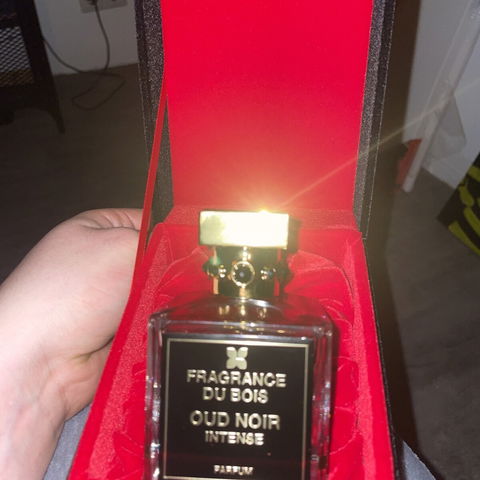 FRAGRANCE
DU BOIS
OUD NOIR
INTENSE
PARFUM